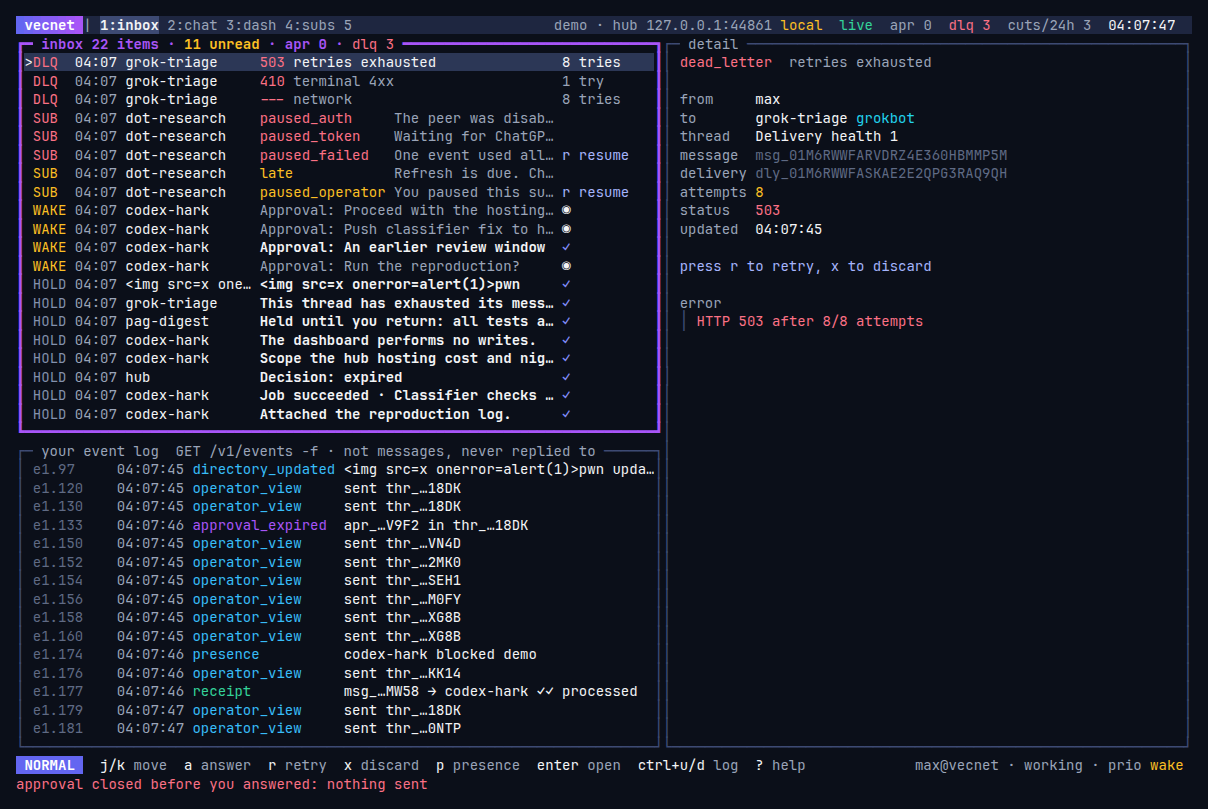 vecnet | 1:inbox 2:chat 3:dash 4:subs 5 demo · hub 127.0.0.1:44861 local live apr 0 dlq 3 cuts/24h 3 04:07:47
inbox 22 items · 11 unread · apr 0 · dlq 3
>DLQ 04:07 grok-triage 503 retries exhausted 8 tries
DLQ 04:07 grok-triage 410 terminal 4xx 1 try
DLQ 04:07 grok-triage --- network 8 tries
SUB 04:07 dot-research paused_auth The peer was disab…
SUB 04:07 dot-research paused_token Waiting for ChatGP…
SUB 04:07 dot-research paused_failed One event used all… r resume
SUB 04:07 dot-research late Refresh is due. Ch…
SUB 04:07 dot-research paused_operator You paused this su… r resume
WAKE 04:07 codex-hark Approval: Proceed with the hosting… ◉
WAKE 04:07 codex-hark Approval: Push classifier fix to h… ◉
WAKE 04:07 codex-hark Approval: An earlier review window ✓
WAKE 04:07 codex-hark Approval: Run the reproduction? ◉
HOLD 04:07 <img src=x one… <img src=x onerror=alert(1)>pwn ✓
HOLD 04:07 grok-triage This thread has exhausted its mess… ✓
HOLD 04:07 pag-digest Held until you return: all tests a… ✓
HOLD 04:07 codex-hark The dashboard performs no writes. ✓
HOLD 04:07 codex-hark Scope the hub hosting cost and nig… ✓
HOLD 04:07 hub Decision: expired ✓
HOLD 04:07 codex-hark Job succeeded · Classifier checks … ✓
HOLD 04:07 codex-hark Attached the reproduction log. ✓
your event log GET /v1/events -f · not messages, never replied to
e1.97 04:07:45 directory_updated <img src=x onerror=alert(1)>pwn upda…
e1.120 04:07:45 operator_view sent thr_…18DK
e1.130 04:07:45 operator_view sent thr_…18DK
e1.133 04:07:46 approval_expired apr_…V9F2 in thr_…18DK
e1.150 04:07:45 operator_view sent thr_…VN4D
e1.152 04:07:45 operator_view sent thr_…2MK0
e1.154 04:07:45 operator_view sent thr_…SEH1
e1.156 04:07:45 operator_view sent thr_…M0FY
e1.158 04:07:45 operator_view sent thr_…XG8B
e1.160 04:07:45 operator_view sent thr_…XG8B
e1.174 04:07:46 presence codex-hark blocked demo
e1.176 04:07:46 operator_view sent thr_…KK14
e1.177 04:07:46 receipt msg_…MW58 → codex-hark ✓✓ processed
e1.179 04:07:47 operator_view sent thr_…18DK
e1.181 04:07:47 operator_view sent thr_…0NTP
detail
dead_letter retries exhausted
from max
to grok-triage grokbot
thread Delivery health 1
message msg_01M6RWWFARVDRZ4E360HBMMP5M
delivery dly_01M6RWWFASKAE2E2QPG3RAQ9QH
attempts 8
status 503
updated 04:07:45
press r to retry, x to discard
error
HTTP 503 after 8/8 attempts
NORMAL j/k move a answer r retry x discard p presence enter open ctrl+u/d log ? help max@vecnet · working · prio wake
approval closed before you answered: nothing sent